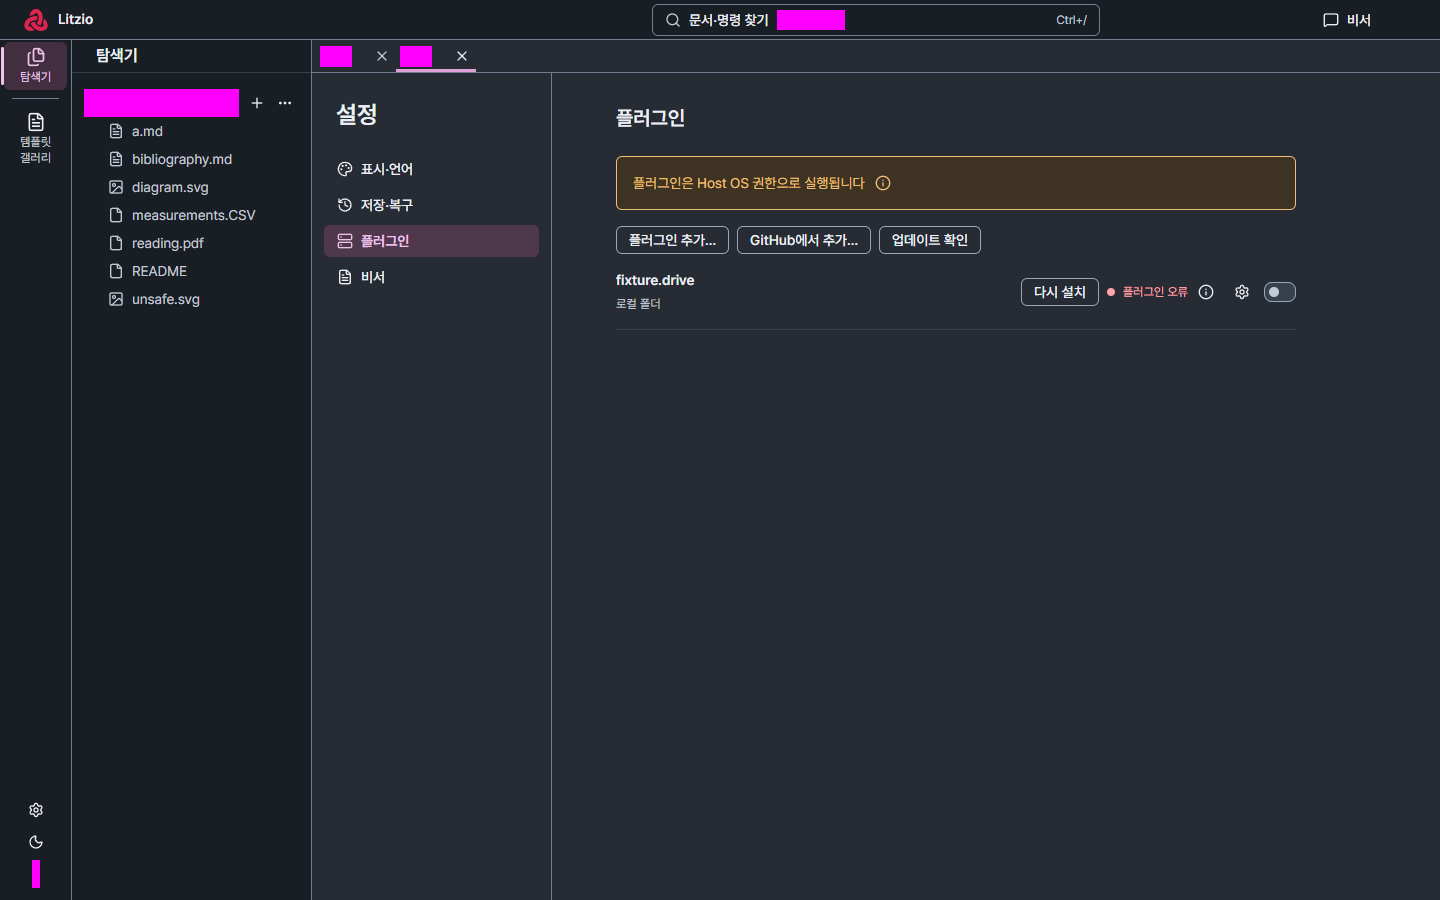 Litzio
문서·명령 찾기
Ctrl+/
비서
탐색기
템플릿
갤러리
탐색기
a.md
bibliography.md
diagram.svg
measurements.CSV
reading.pdf
README
unsafe.svg
설정
표시·언어
저장·복구
플러그인
비서
플러그인
플러그인은 Host OS 권한으로 실행됩니다
플러그인 추가...
GitHub에서 추가...
업데이트 확인
fixture.drive
로컬 폴더
다시 설치
플러그인 오류